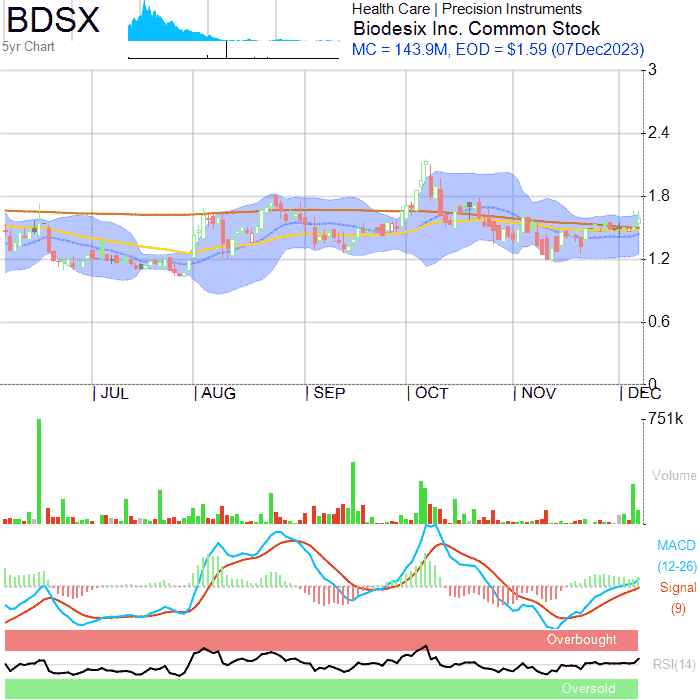 BDSX
5yr Chart
Health Care | Precision Instruments
Biodesix Inc. Common Stock
MC = 143.9M, EOD = $1.59 (07Dec2023)
3
2.4
1.8
1.2
0.6
0
JUL AUG SEP OCT NOV DEC
751k
Volume
MACD
(12-26)
Signal
(9)
Overbought
RSI(14)
Oversold